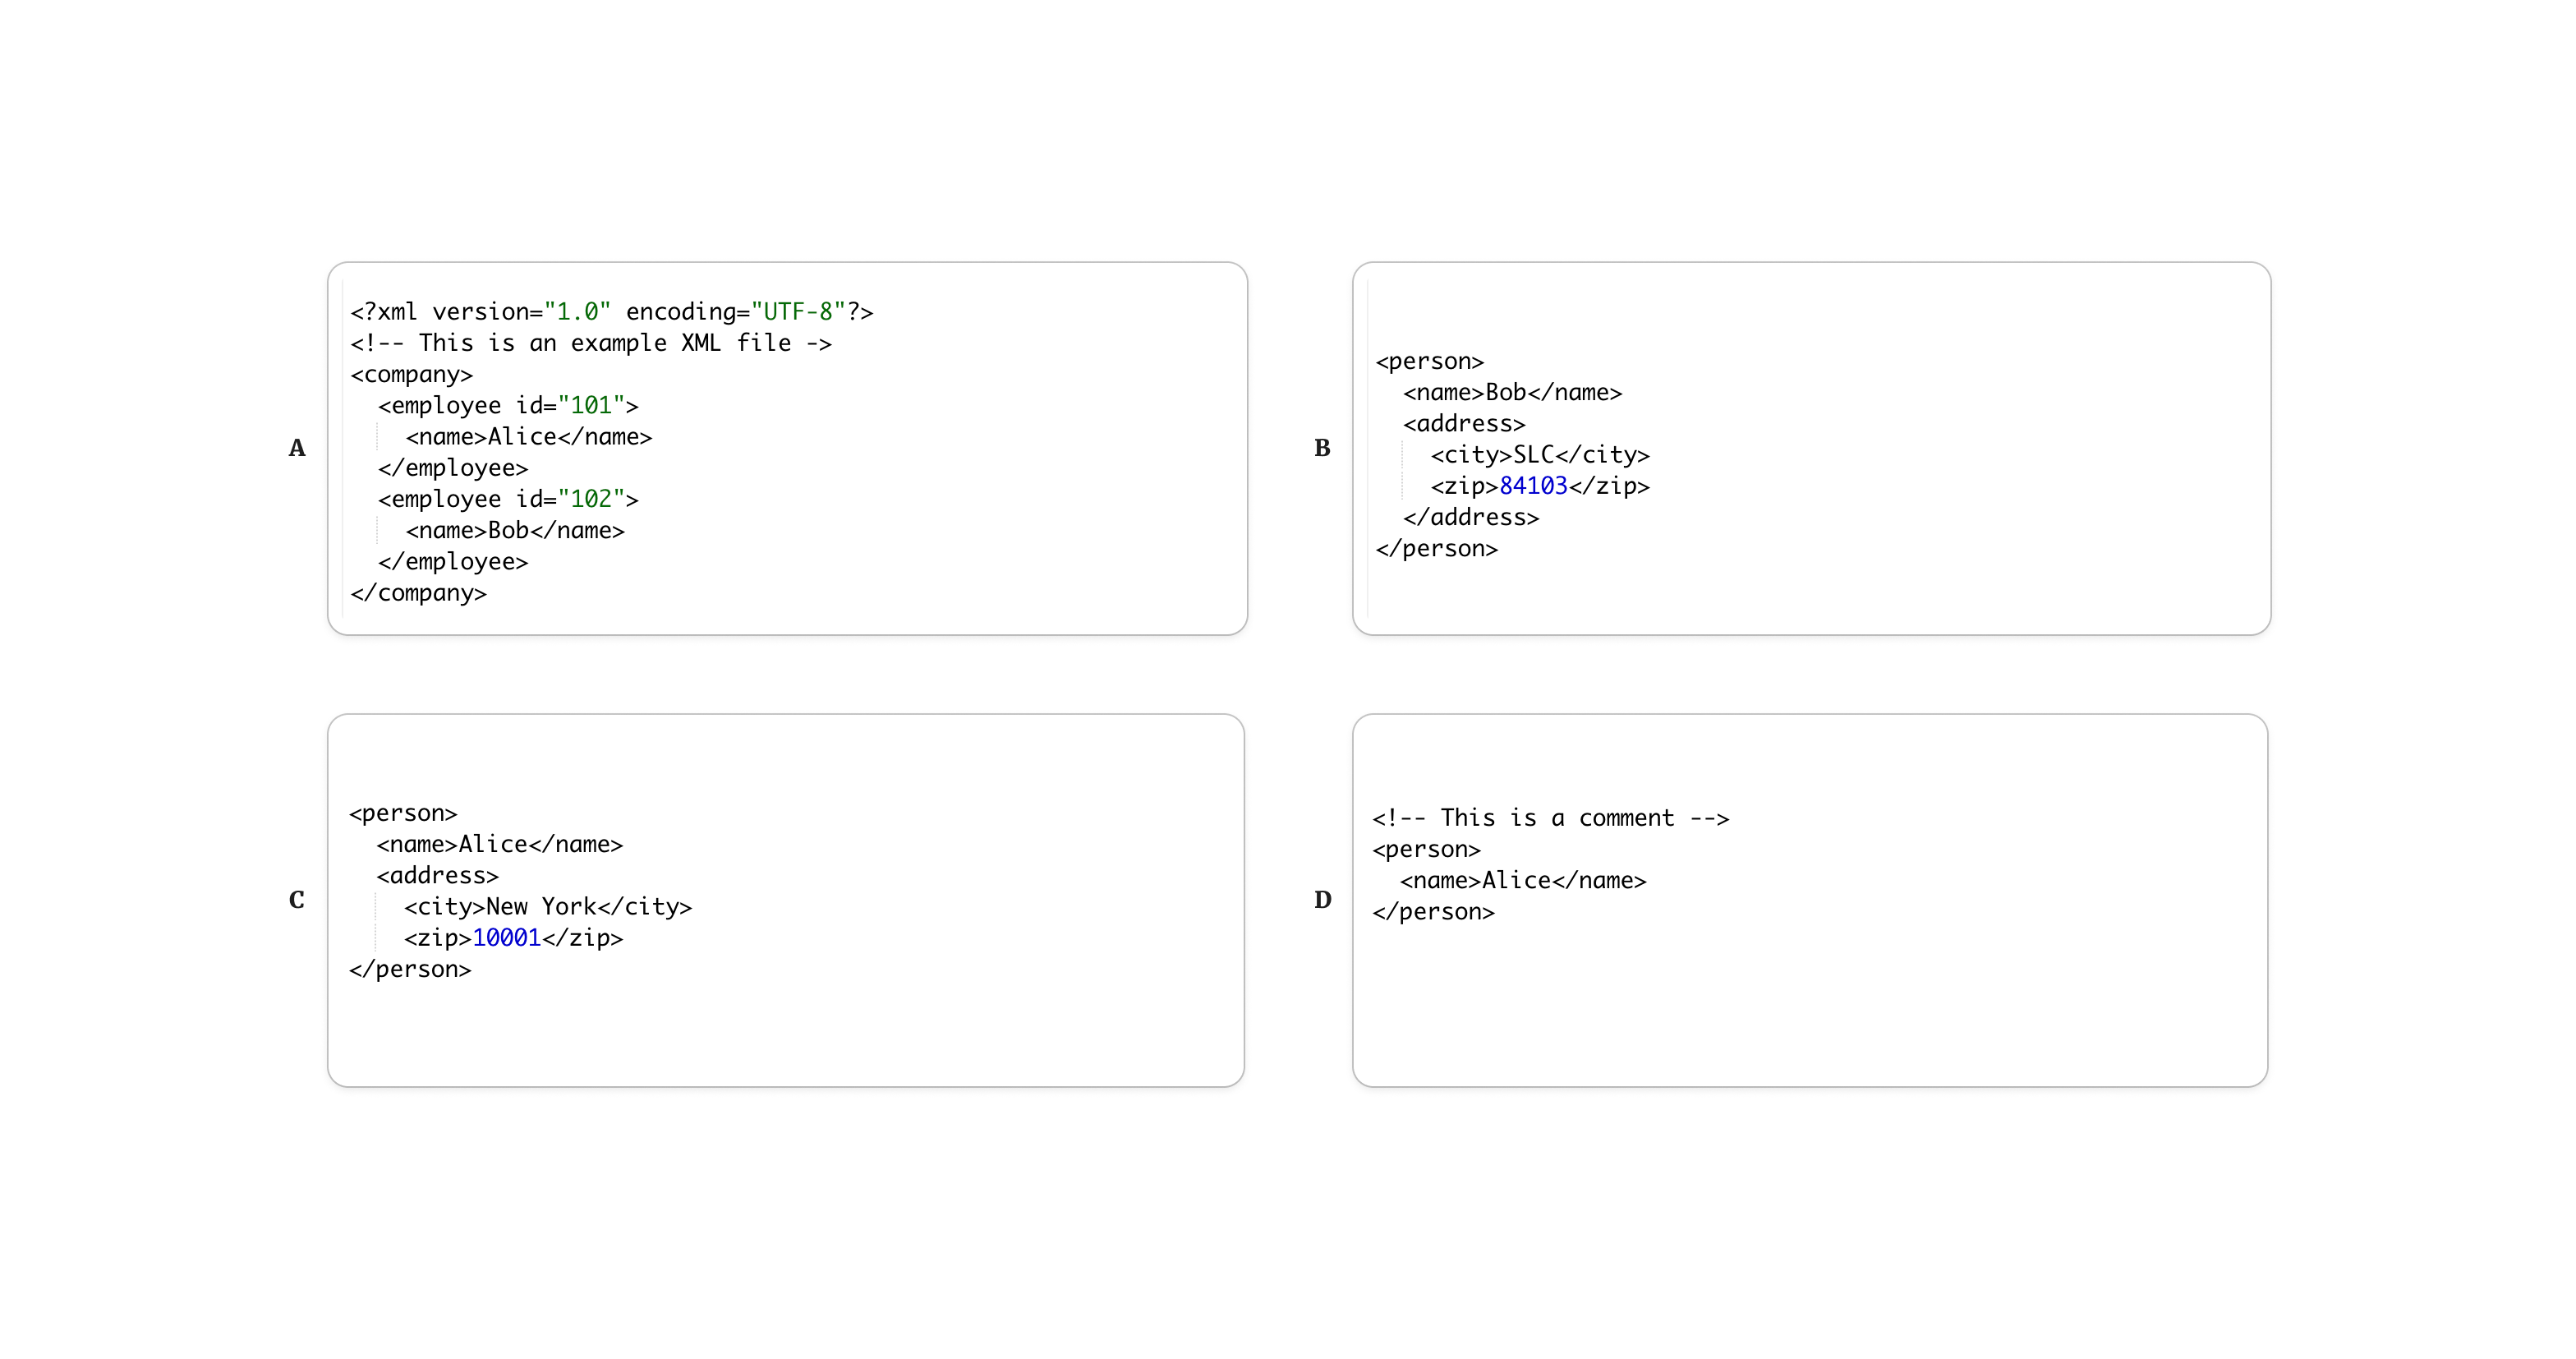 A
<?xml version="1.0" encoding="UTF-8"?>
<!-- This is an example XML file ->
<company>
  <employee id="101">
    <name>Alice</name>
  </employee>
  <employee id="102">
    <name>Bob</name>
  </employee>
</company>
B
<person>
  <name>Bob</name>
  <address>
    <city>SLC</city>
    <zip>84103</zip>
  </address>
</person>
C
<person>
  <name>Alice</name>
  <address>
    <city>New York</city>
    <zip>10001</zip>
</person>
D
<!-- This is a comment -->
<person>
  <name>Alice</name>
</person>